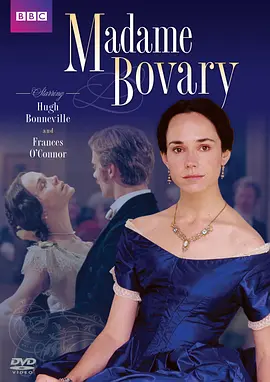 BBC
Madame
Bovary
Starring
Hugh
Bonneville
and
Frances
O'Connor
DVD
VIDEO